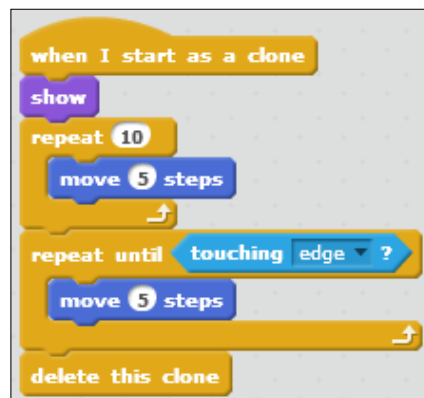 when I start as a clone
show
repeat 10
move 5 steps
repeat until touching edge ?
move 5 steps
delete this clone